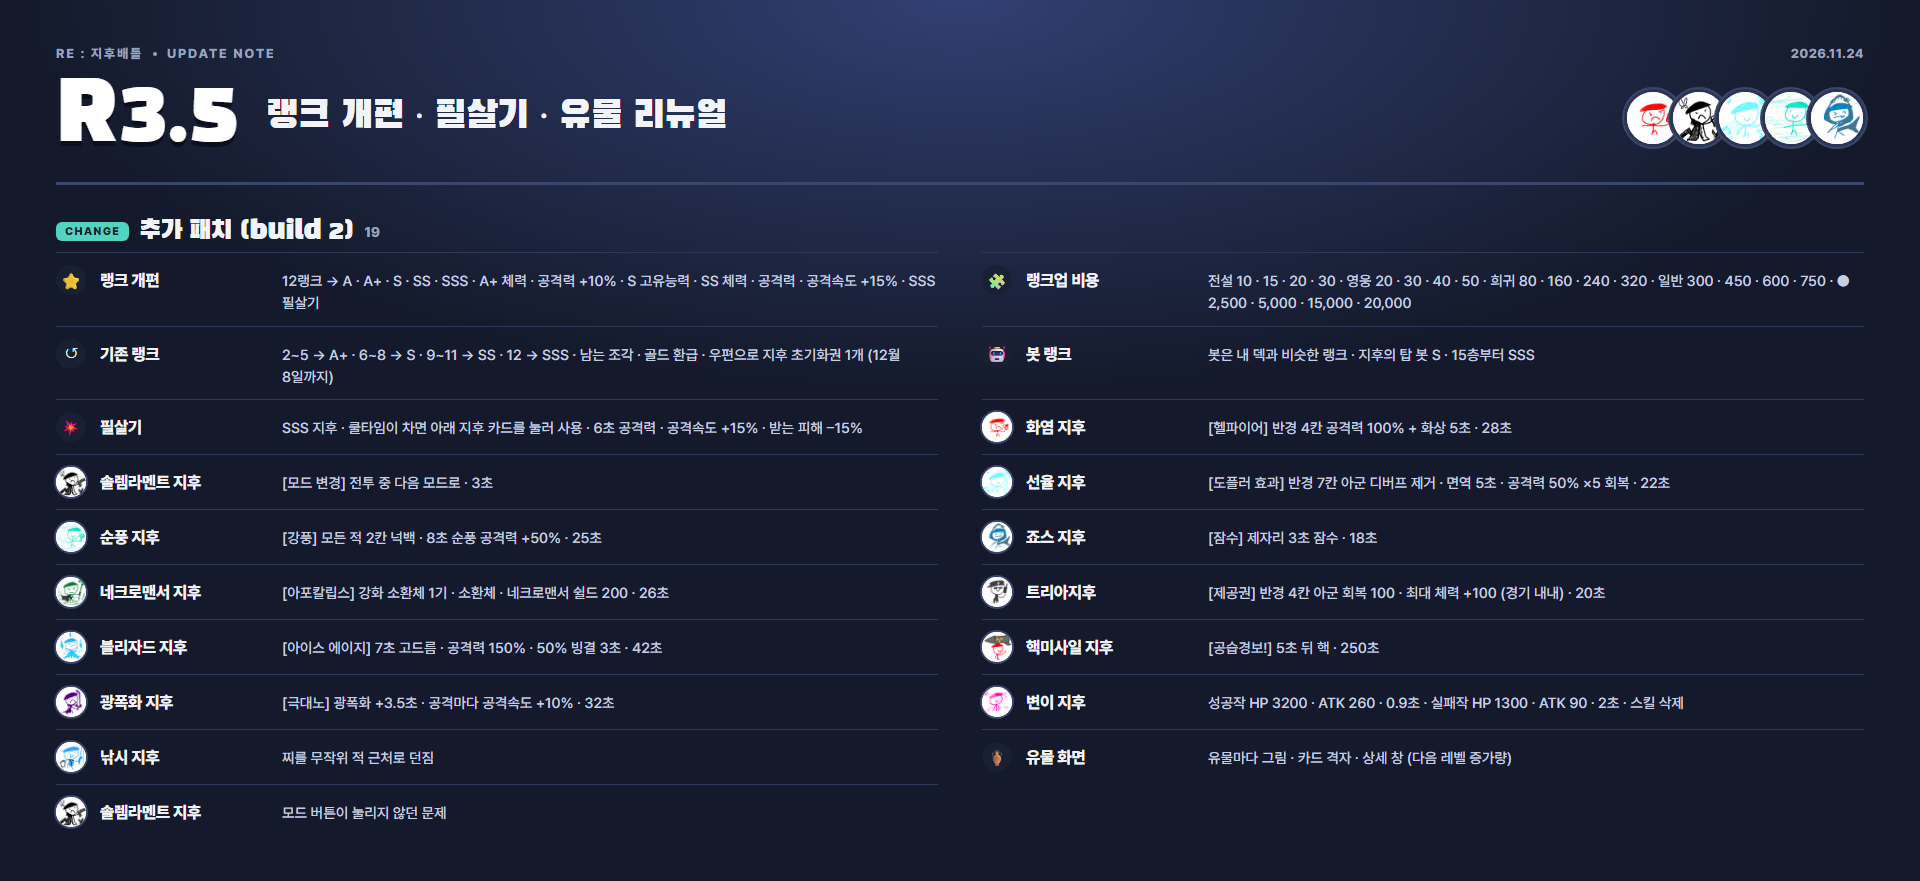 RE : 지후배틀 • UPDATE NOTE
2026.11.24
R3.5 랭크 개편 · 필살기 · 유물 리뉴얼
CHANGE 추가 패치 (build 2) 19
랭크 개편
12랭크 → A · A+ · S · SS · SSS · A+ 체력 · 공격력 +10% · S 고유능력 · SS 체력 · 공격력 · 공격속도 +15% · SSS
필살기
랭크업 비용
전설 10 · 15 · 20 · 30 · 영웅 20 · 30 · 40 · 50 · 희귀 80 · 160 · 240 · 320 · 일반 300 · 450 · 600 · 750 · ●
2,500 · 5,000 · 15,000 · 20,000
기존 랭크
2~5 → A+ · 6~8 → S · 9~11 → SS · 12 → SSS · 남는 조각 · 골드 환급 · 우편으로 지후 초기화권 1개 (12월
8일까지)
봇 랭크
봇은 내 덱과 비슷한 랭크 · 지후의 탑 봇 S · 15층부터 SSS
필살기
SSS 지후 · 쿨타임이 차면 아래 지후 카드를 눌러 사용 · 6초 공격력 · 공격속도 +15% · 받는 피해 −15%
화염 지후
[헬파이어] 반경 4칸 공격력 100% + 화상 5초 · 28초
솔렘라멘트 지후
[모드 변경] 전투 중 다음 모드로 · 3초
선율 지후
[도플러 효과] 반경 7칸 아군 디버프 제거 · 면역 5초 · 공격력 50% ×5 회복 · 22초
순풍 지후
[강풍] 모든 적 2칸 넉백 · 8초 순풍 공격력 +50% · 25초
죠스 지후
[잠수] 제자리 3초 잠수 · 18초
네크로맨서 지후
[아포칼립스] 강화 소환체 1기 · 소환체 · 네크로맨서 쉴드 200 · 26초
트리아지후
[제공권] 반경 4칸 아군 회복 100 · 최대 체력 +100 (경기 내내) · 20초
블리자드 지후
[아이스 에이지] 7초 고드름 · 공격력 150% · 50% 빙결 3초 · 42초
핵미사일 지후
[공습경보!] 5초 뒤 핵 · 250초
광폭화 지후
[극대노] 광폭화 +3.5초 · 공격마다 공격속도 +10% · 32초
변이 지후
성공작 HP 3200 · ATK 260 · 0.9초 · 실패작 HP 1300 · ATK 90 · 2초 · 스킬 삭제
낚시 지후
찌를 무작위 적 근처로 던짐
유물 화면
유물마다 그림 · 카드 격자 · 상세 창 (다음 레벨 증가량)
솔렘라멘트 지후
모드 버튼이 눌리지 않던 문제